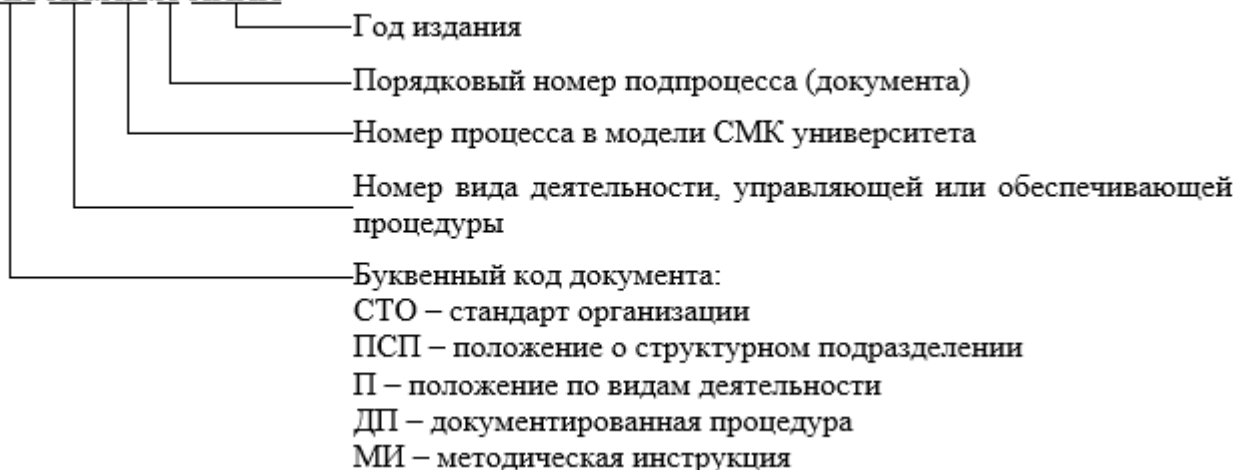 Год издания
Порядковый номер подпроцесса (документа)
Номер процесса в модели СМК университета
Номер вида деятельности, управляющей или обеспечивающей
процедуры
Буквенный код документа:
СТО – стандарт организации
ПСП – положение о структурном подразделении
П – положение по видам деятельности
ДП – документированная процедура
МИ – методическая инструкция